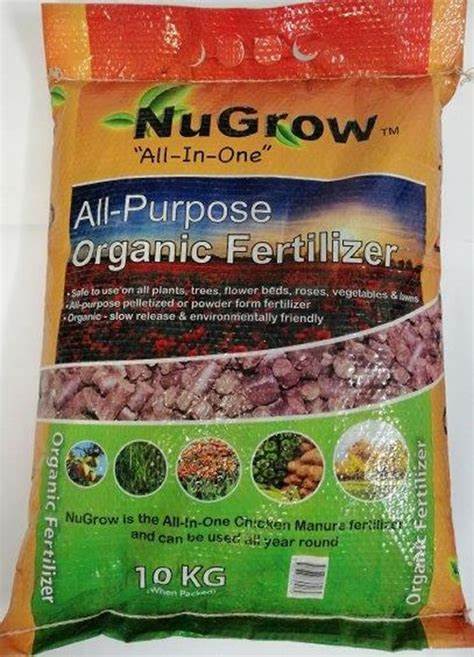 NuGrow™
"All-In-One"
All-Purpose
Organic Fertilizer
• Safe to use on all plants, trees, flower beds, roses, vegetables & lawns
• All-purpose pelletized or powder form fertilizer
• Organic - slow release & environmentally friendly
Organic Fertilizer
Organic Fertilizer
NuGrow is the All-In-One Chicken Manure fertilizer
and can be used all year round
10 KG
(When Packed)